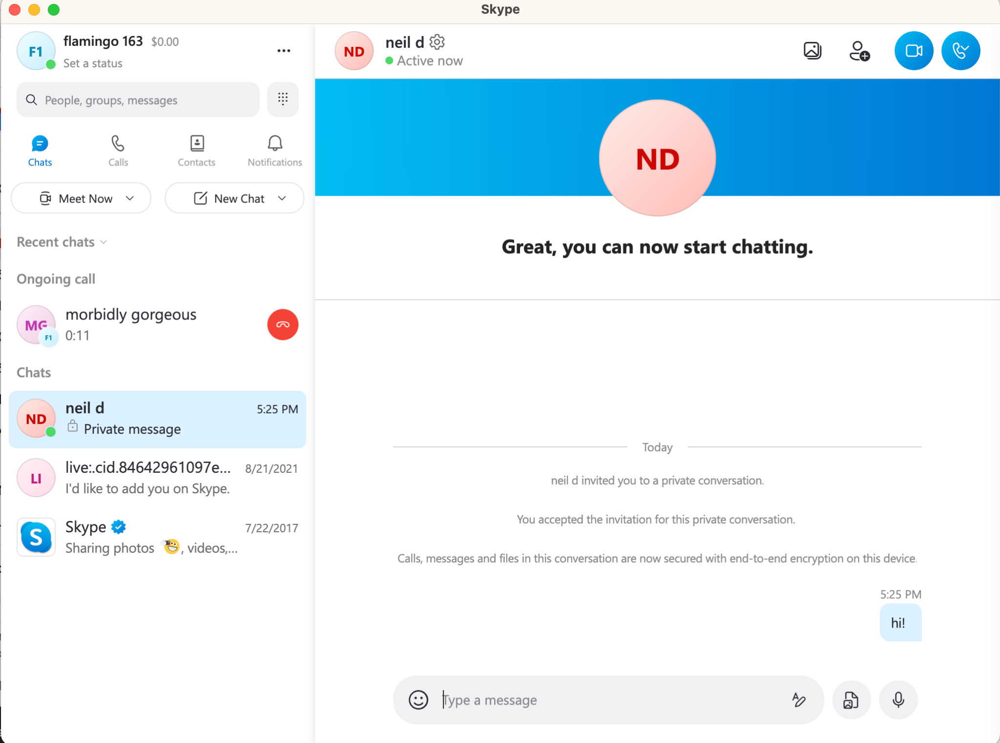 Skype
F1
flamingo 163 $0.00
Set a status
People, groups, messages
Chats
Calls
Contacts
Notifications
Meet Now
New Chat
Recent chats
Ongoing call
MG
F1
morbidly gorgeous
0:11
Chats
ND
neil d 5:25 PM
Private message
LI
live:.cid.84642961097e... 8/21/2021
I'd like to add you on Skype.
S
Skype 7/22/2017
Sharing photos , videos,...
ND
neil d
Active now
ND
Great, you can now start chatting.
Today
neil d invited you to a private conversation.
You accepted the invitation for this private conversation.
Calls, messages and files in this conversation are now secured with end-to-end encryption on this device.
5:25 PM
hi!
Type a message